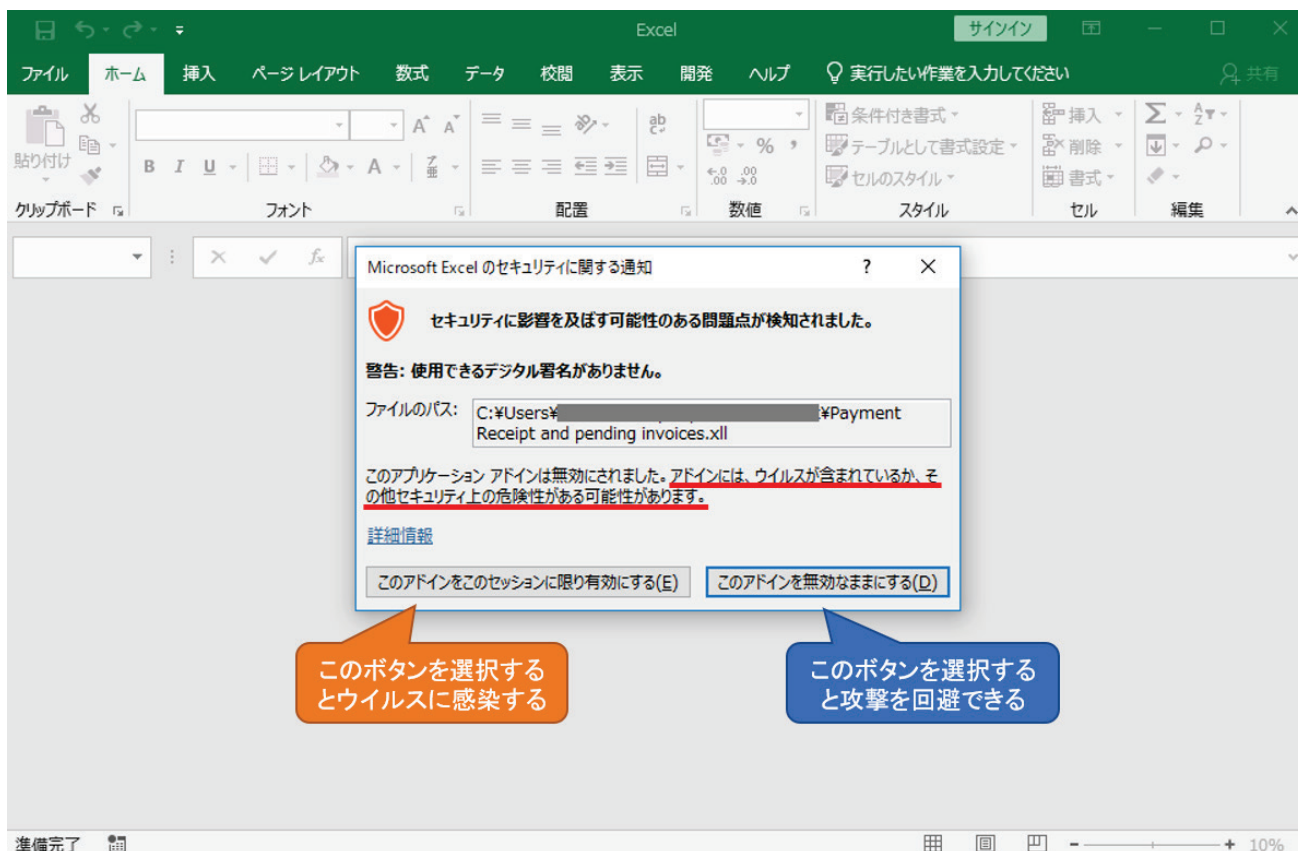 Excel
サインイン
ファイル ホーム 挿入 ページ レイアウト 数式 データ 校閲 表示 開発 ヘルプ 実行したい作業を入力してください 共有
貼り付け
B I U A
A A
ab
% ,
条件付き書式
テーブルとして書式設定
セルのスタイル
挿入
削除
書式
クリップボード フォント 配置 数値 スタイル セル 編集
fx
Microsoft Excel のセキュリティに関する通知 ? ×
セキュリティに影響を及ぼす可能性のある問題点が検知されました。
警告: 使用できるデジタル署名がありません。
ファイルのパス: C:¥Users¥ ¥Payment
Receipt and pending invoices.xll
このアプリケーション アドインは無効にされました。アドインには、ウイルスが含まれているか、そ
の他セキュリティ上の危険性がある可能性があります。
詳細情報
このアドインをこのセッションに限り有効にする(E) このアドインを無効なままにする(D)
このボタンを選択する
とウイルスに感染する
このボタンを選択する
と攻撃を回避できる
準備完了 10%